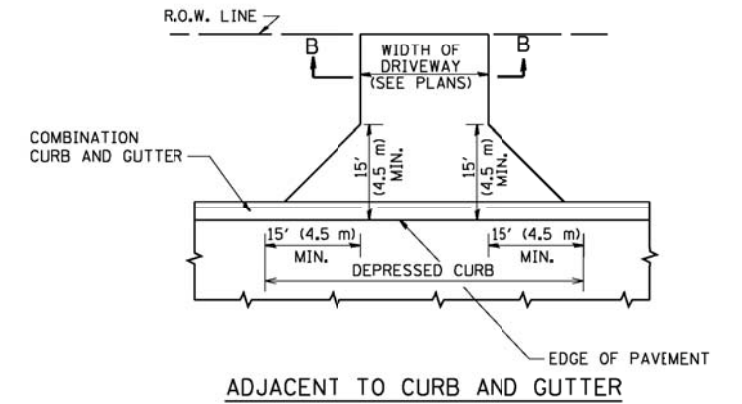 R.O.W. LINE
B
B
WIDTH OF
DRIVEWAY
(SEE PLANS)
COMBINATION
CURB AND GUTTER
15'
(4.5 m)
MIN.
15'
(4.5 m)
MIN.
15' (4.5 m)
MIN.
15' (4.5 m)
MIN.
DEPRESSED CURB
EDGE OF PAVEMENT
ADJACENT TO CURB AND GUTTER